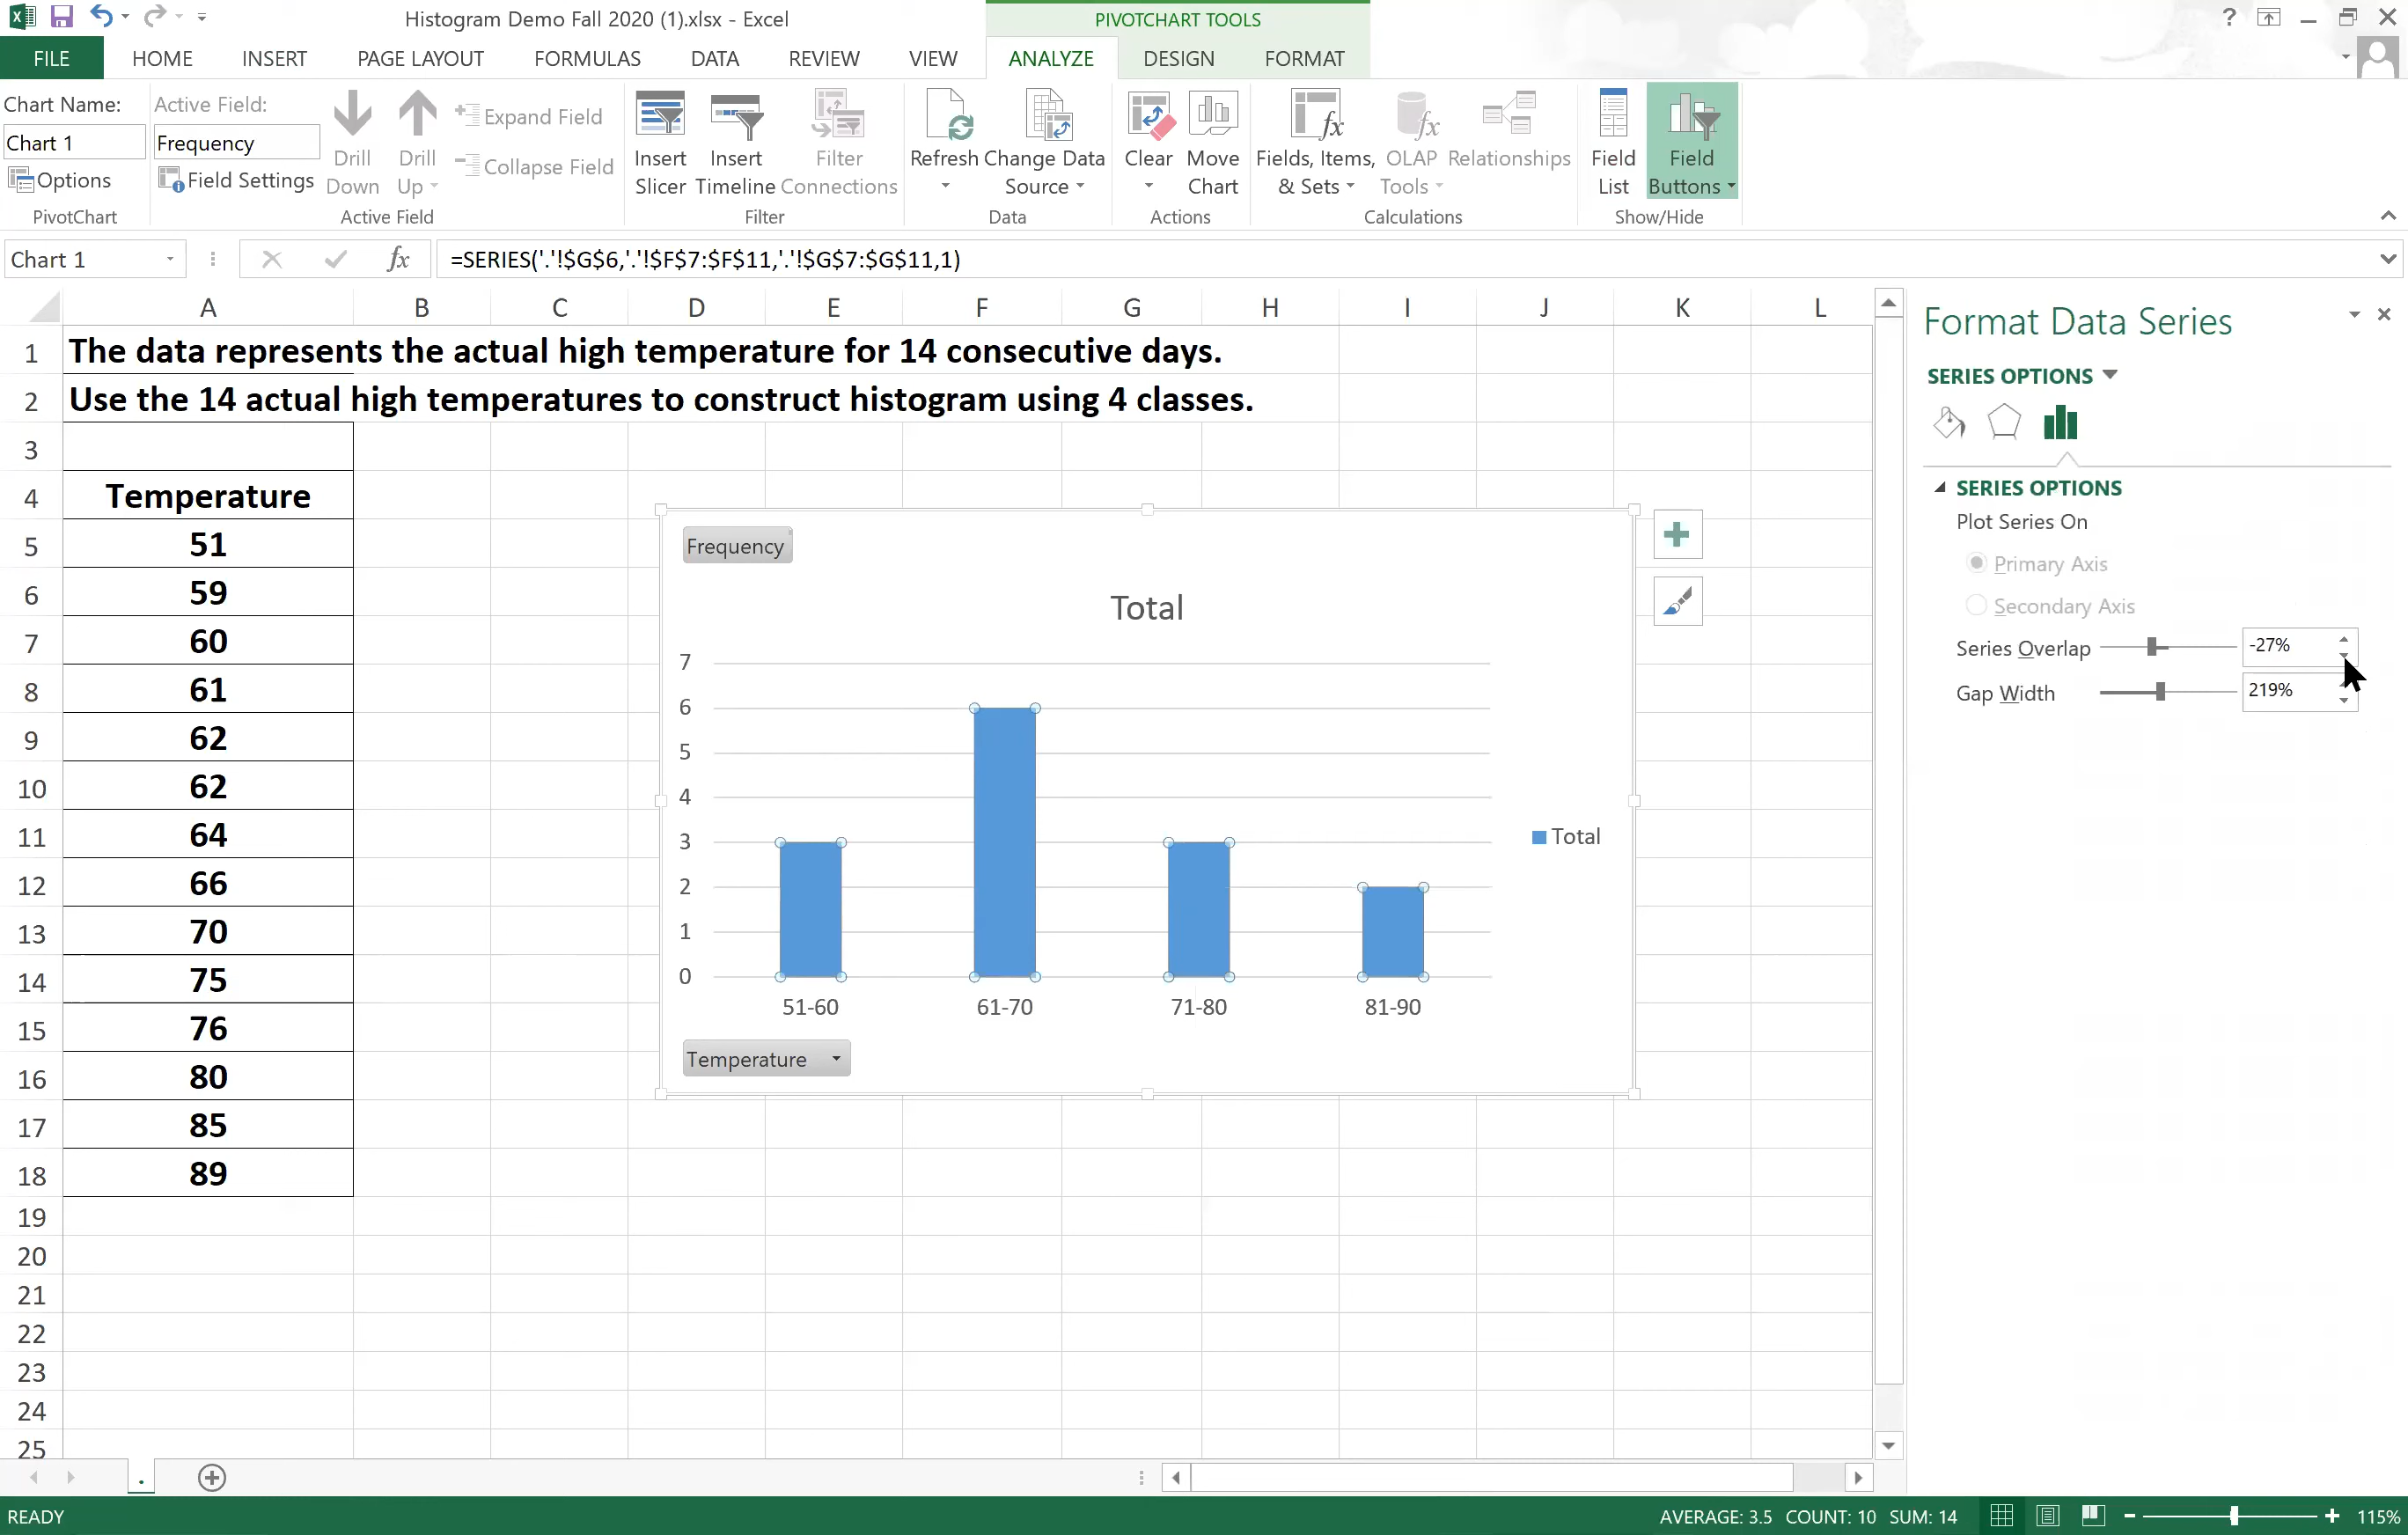 Histogram Demo Fall 2020 (1).xlsx - Excel
PIVOTCHART TOOLS
?
FILE HOME INSERT PAGE LAYOUT FORMULAS DATA REVIEW VIEW ANALYZE DESIGN FORMAT
Chart Name:
Chart 1
Options
PivotChart
Active Field:
Frequency
Field Settings
Drill Down
Drill Up
Expand Field
Collapse Field
Active Field
Insert Slicer
Insert Timeline
Filter Connections
Filter
Refresh
Change Data Source
Data
Clear
Move Chart
Actions
Fields, Items, & Sets
OLAP Tools
Relationships
Calculations
Field List
Field Buttons
Show/Hide
Chart 1
fx
=SERIES('.'!$G$6,'.'!$F$7:$F$11,'.'!$G$7:$G$11,1)
A B C D E F G H I J K L
1 The data represents the actual high temperature for 14 consecutive days.
2 Use the 14 actual high temperatures to construct histogram using 4 classes.
3
4 Temperature
5 51
6 59
7 60
8 61
9 62
10 62
11 64
12 66
13 70
14 75
15 76
16 80
17 85
18 89
19
20
21
22
23
24
25
Frequency
Total
7
6
5
4
3
2
1
0
51-60 61-70 71-80 81-90
Total
Temperature
Format Data Series
SERIES OPTIONS
SERIES OPTIONS
Plot Series On
Primary Axis
Secondary Axis
Series Overlap -27%
Gap Width 219%
.
READY
AVERAGE: 3.5 COUNT: 10 SUM: 14
115%